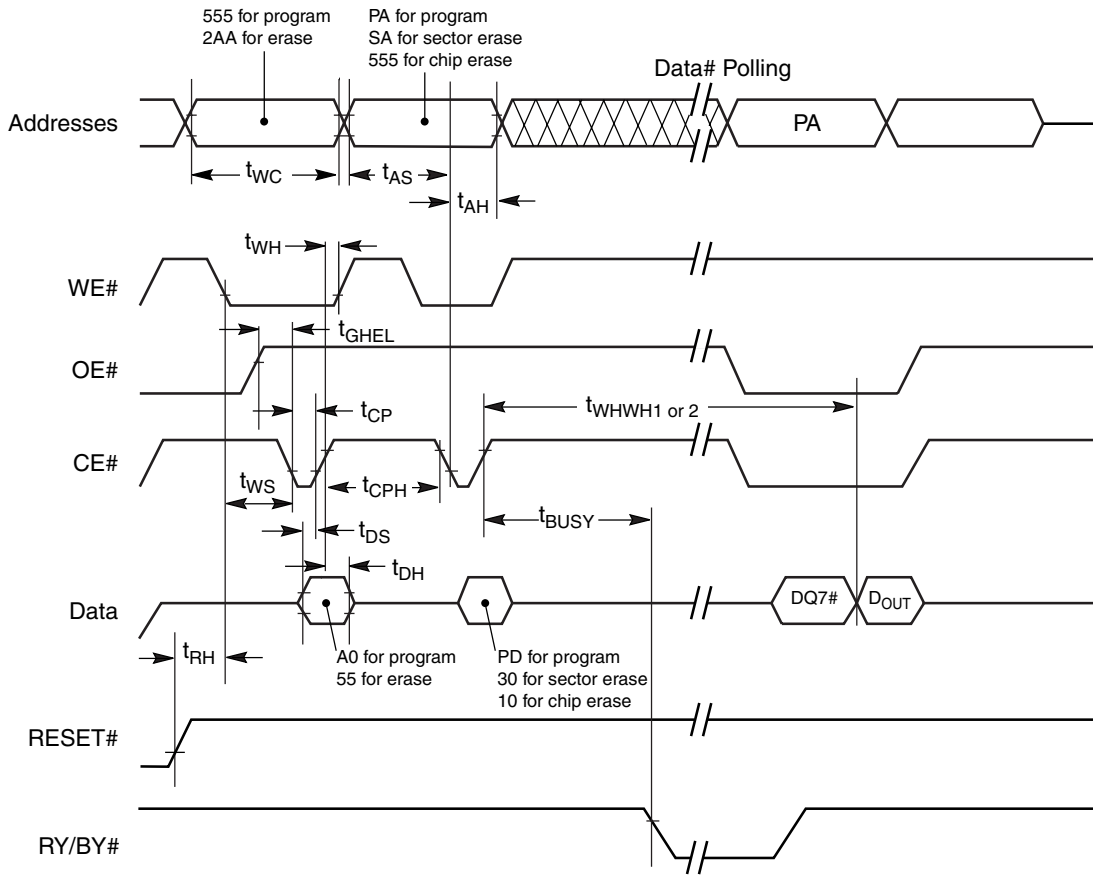 555 for program
2AA for erase
PA for program
SA for sector erase
555 for chip erase
Data# Polling
Addresses
PA
tWC
tAS
tAH
tWH
WE#
tGHEL
OE#
tWHWH1 or 2
tCP
CE#
tWS
tCPH
tBUSY
tDS
tDH
Data
DQ7#
DOUT
tRH
A0 for program
55 for erase
PD for program
30 for sector erase
10 for chip erase
RESET#
RY/BY#